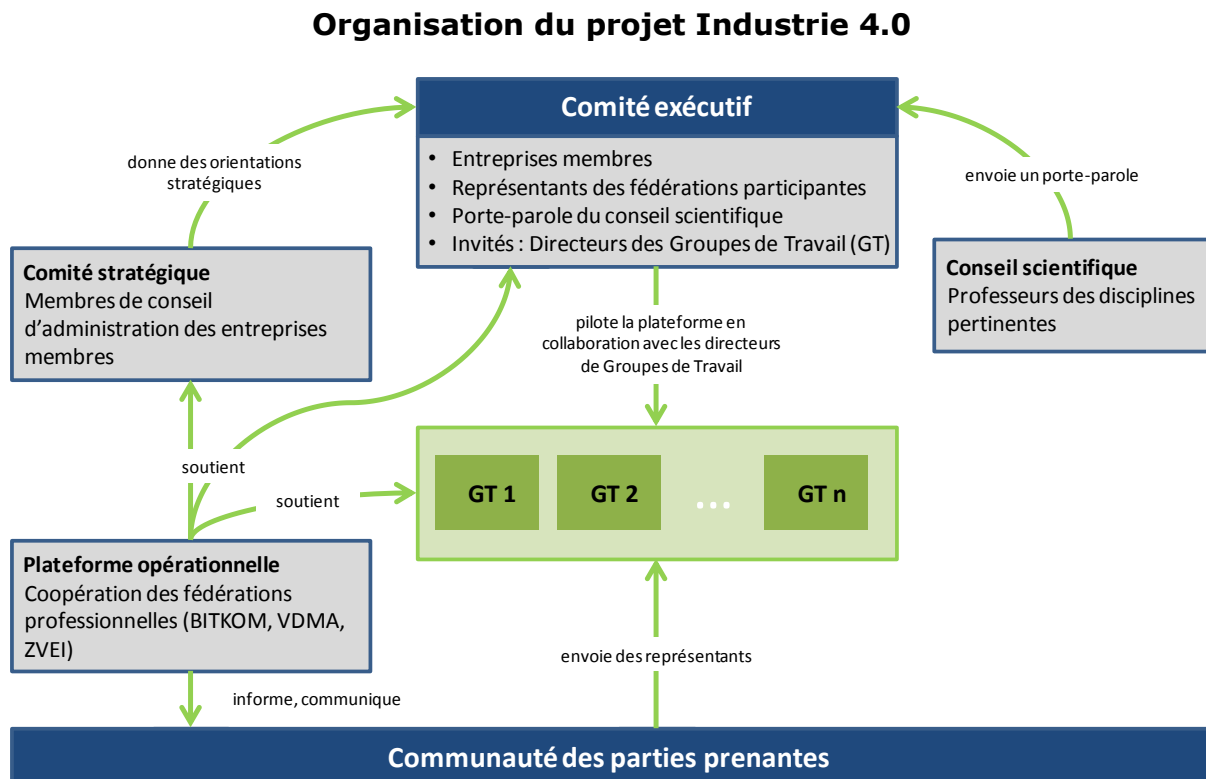 Organisation du projet Industrie 4.0
Comité exécutif
• Entreprises membres
• Représentants des fédérations participantes
• Porte-parole du conseil scientifique
• Invités : Directeurs des Groupes de Travail (GT)
donne des orientations
stratégiques
envoie un porte-parole
Comité stratégique
Membres de conseil
d’administration des entreprises
membres
Conseil scientifique
Professeurs des disciplines
pertinentes
pilote la plateforme en
collaboration avec les directeurs
de Groupes de Travail
soutient
soutient
GT 1
GT 2
...
GT n
Plateforme opérationnelle
Coopération des fédérations
professionnelles (BITKOM, VDMA,
ZVEI)
envoie des représentants
informe, communique
Communauté des parties prenantes